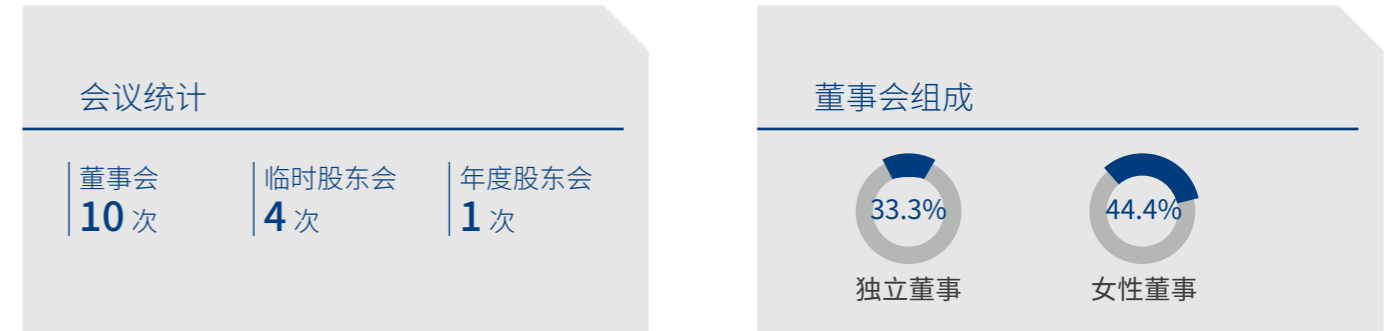 会议统计
董事会
10 次
临时股东会
4 次
年度股东会
1 次
董事会组成
33.3%
独立董事
44.4%
女性董事